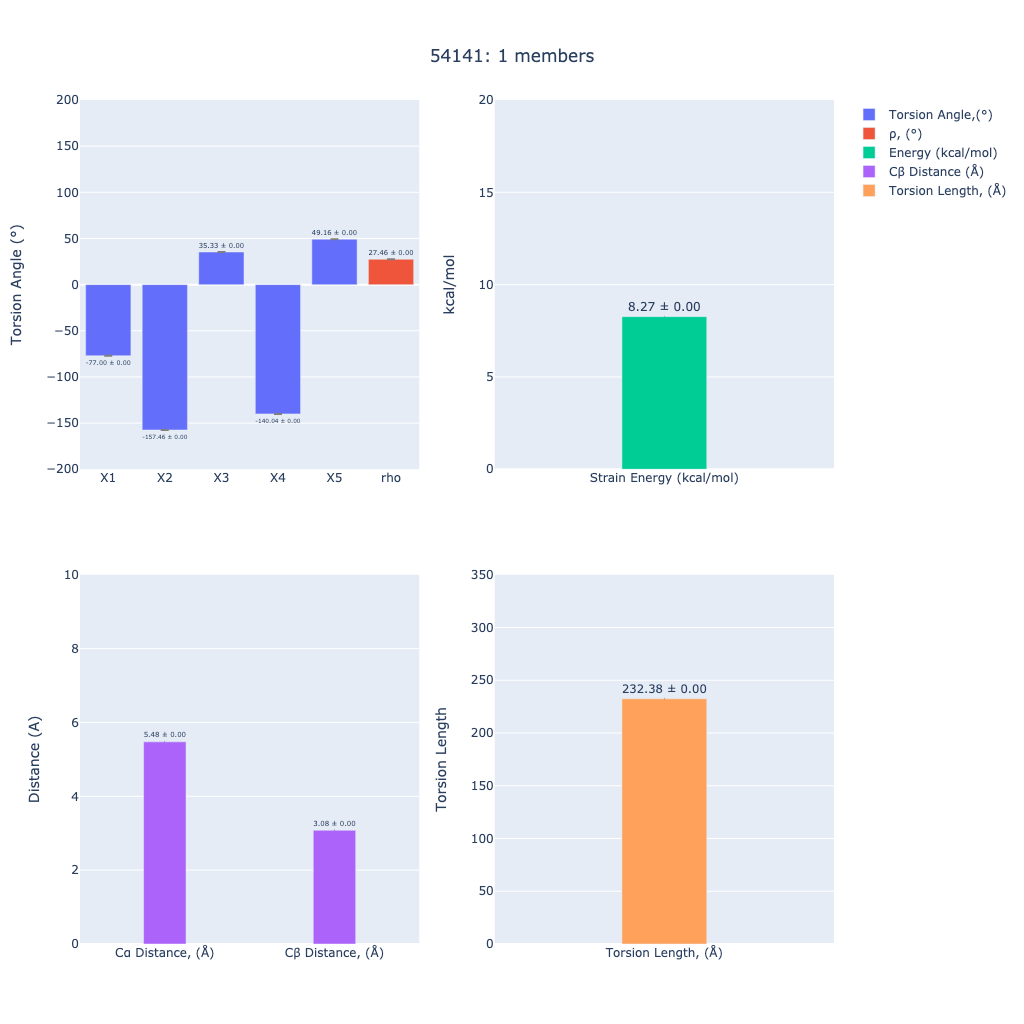 54141: 1 members
Torsion Angle (°)
200
150
100
50
0
−50
−100
−150
−200
-77.00 ± 0.00
-157.46 ± 0.00
35.33 ± 0.00
-140.04 ± 0.00
49.16 ± 0.00
27.46 ± 0.00
X1 X2 X3 X4 X5 rho
kcal/mol
20
15
10
5
0
8.27 ± 0.00
Strain Energy (kcal/mol)
Torsion Angle,(°)
ρ, (°)
Energy (kcal/mol)
Cβ Distance (Å)
Torsion Length, (Å)
Distance (A)
10
8
6
4
2
0
5.48 ± 0.00
3.08 ± 0.00
Cα Distance, (Å) Cβ Distance, (Å)
Torsion Length
350
300
250
200
150
100
50
0
232.38 ± 0.00
Torsion Length, (Å)